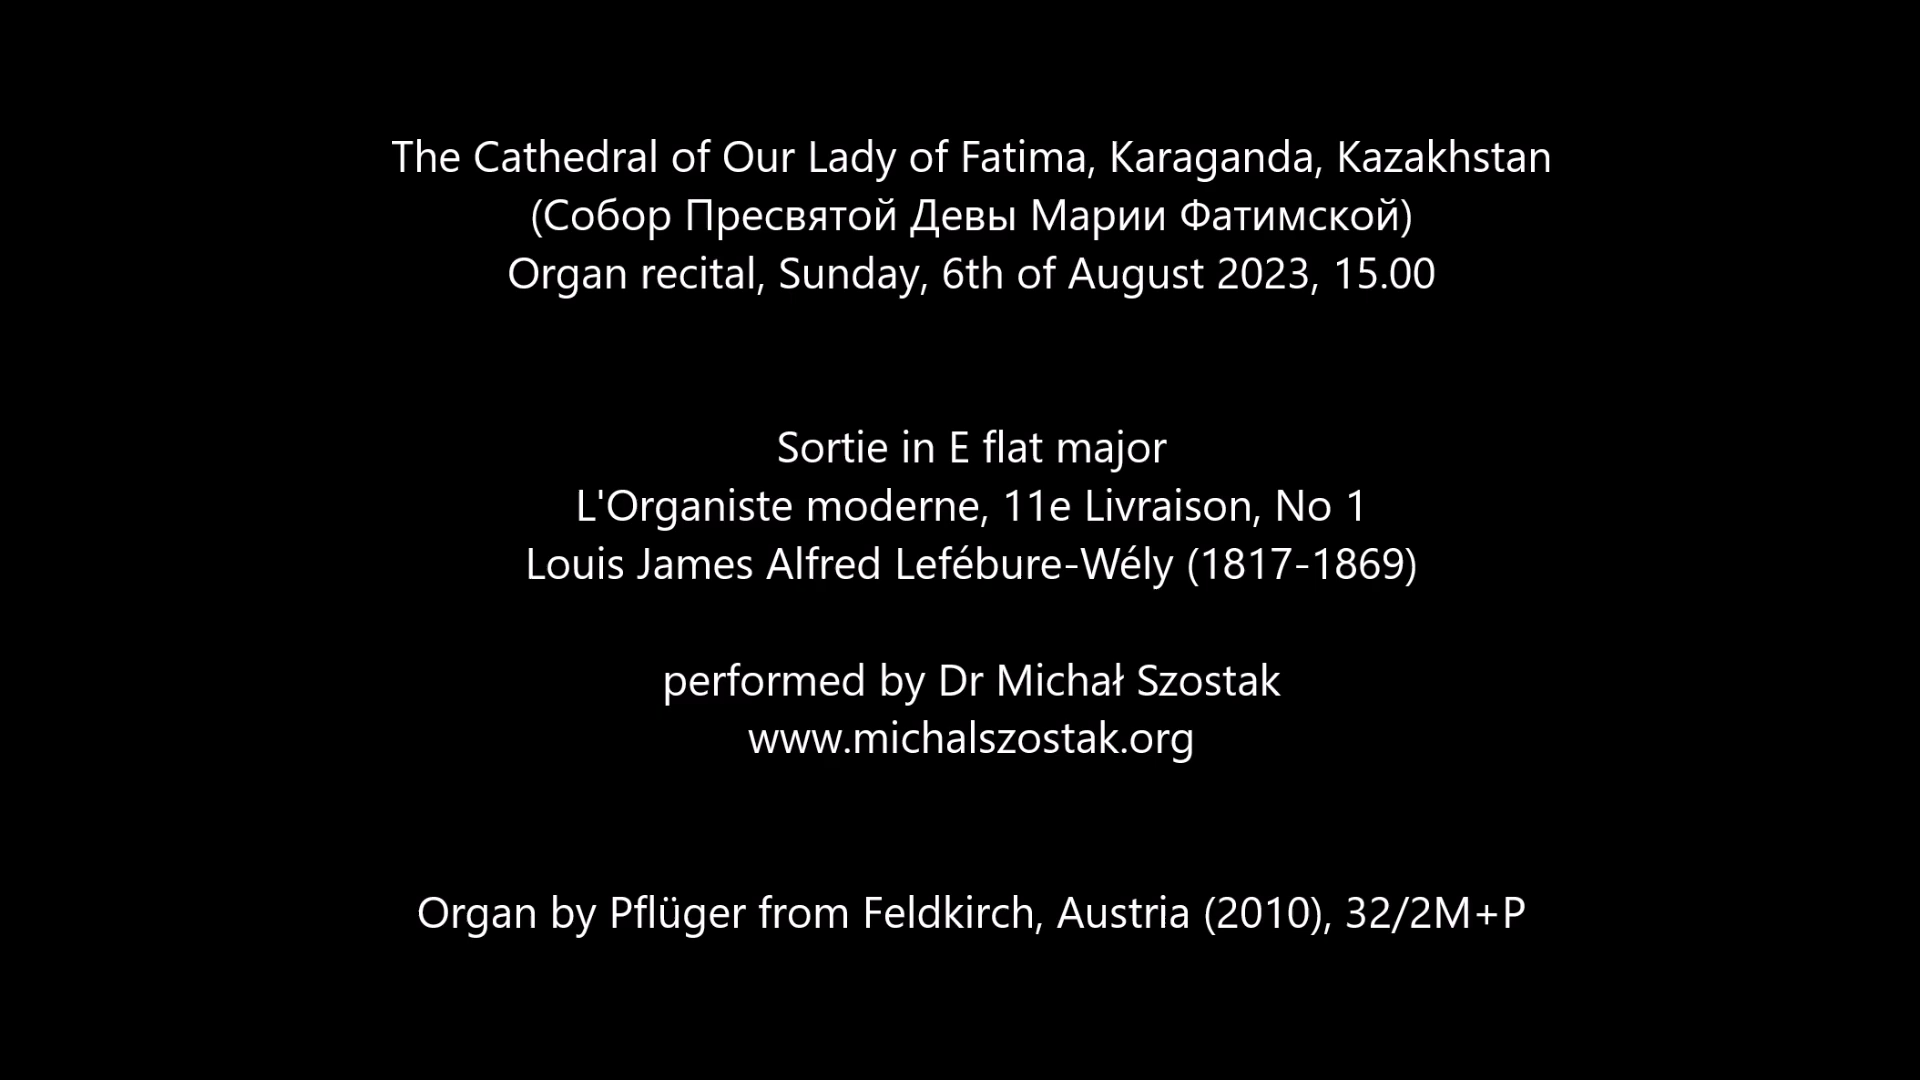 The Cathedral of Our Lady of Fatima, Karaganda, Kazakhstan
(Собор Пресвятой Девы Марии Фатимской)
Organ recital, Sunday, 6th of August 2023, 15.00
Sortie in E flat major
L'Organiste moderne, 11e Livraison, No 1
Louis James Alfred Lefébure-Wély (1817-1869)
performed by Dr Michał Szostak
www.michalszostak.org
Organ by Pflüger from Feldkirch, Austria (2010), 32/2M+P